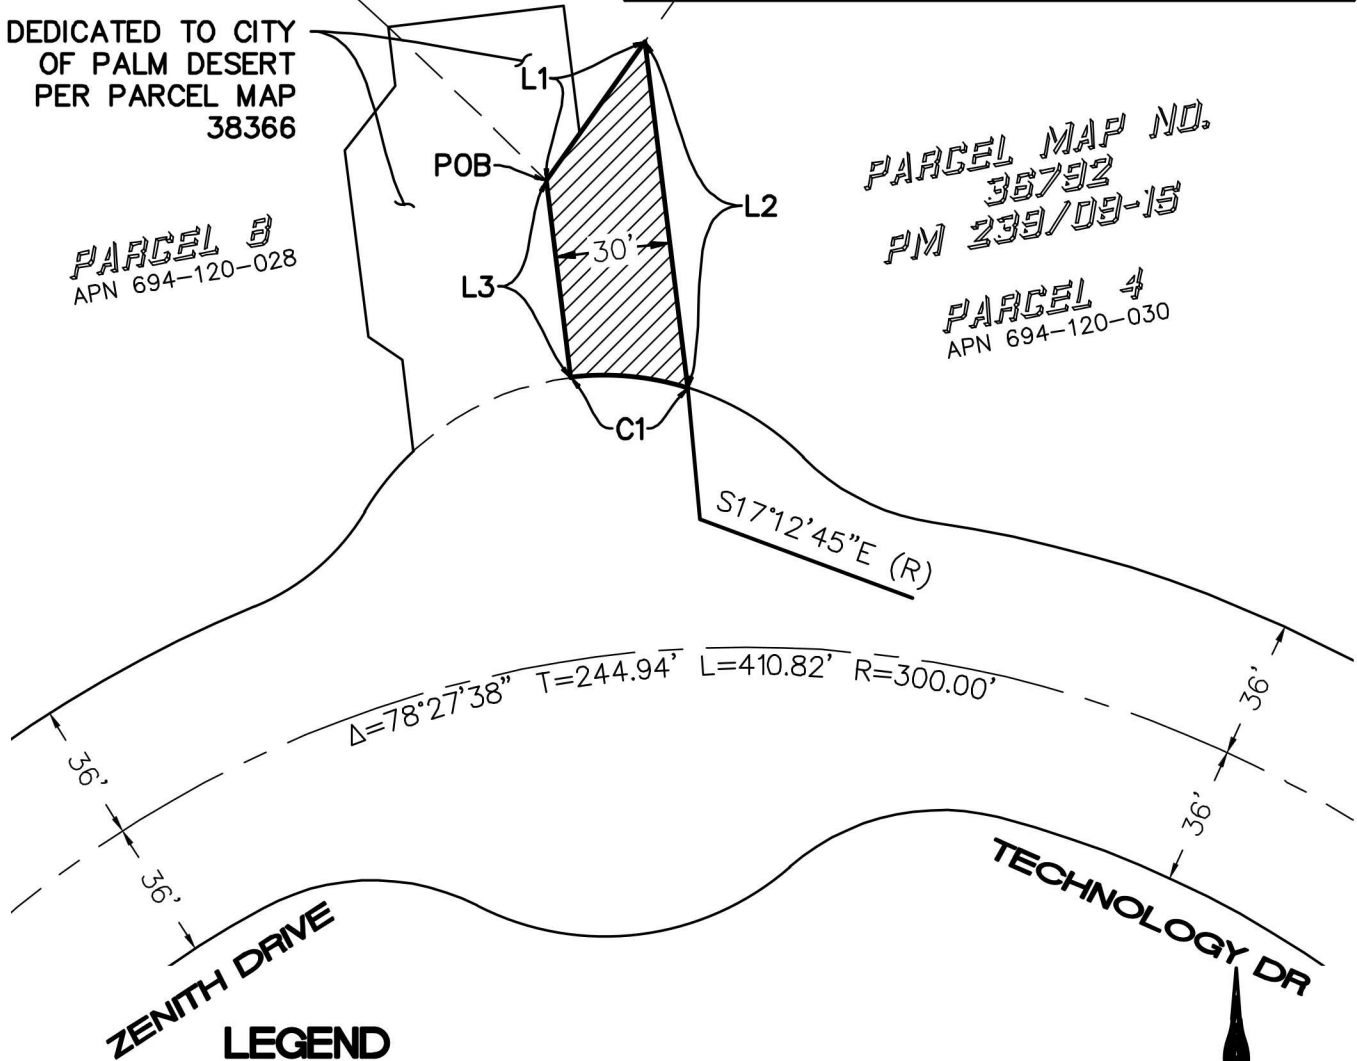 DEDICATED TO CITY
OF PALM DESERT
PER PARCEL MAP
38366
L1
POB
L2
30'
L3
C1
PARCEL 8
APN 694-120-028
PARCEL MAP NO.
36792
PM 239/09-15
PARCEL 4
APN 694-120-030
S17°12'45"E (R)
Δ=78°27'38" T=244.94' L=410.82' R=300.00'
36'
36'
36'
36'
ZENITH DRIVE
TECHNOLOGY DR
LEGEND